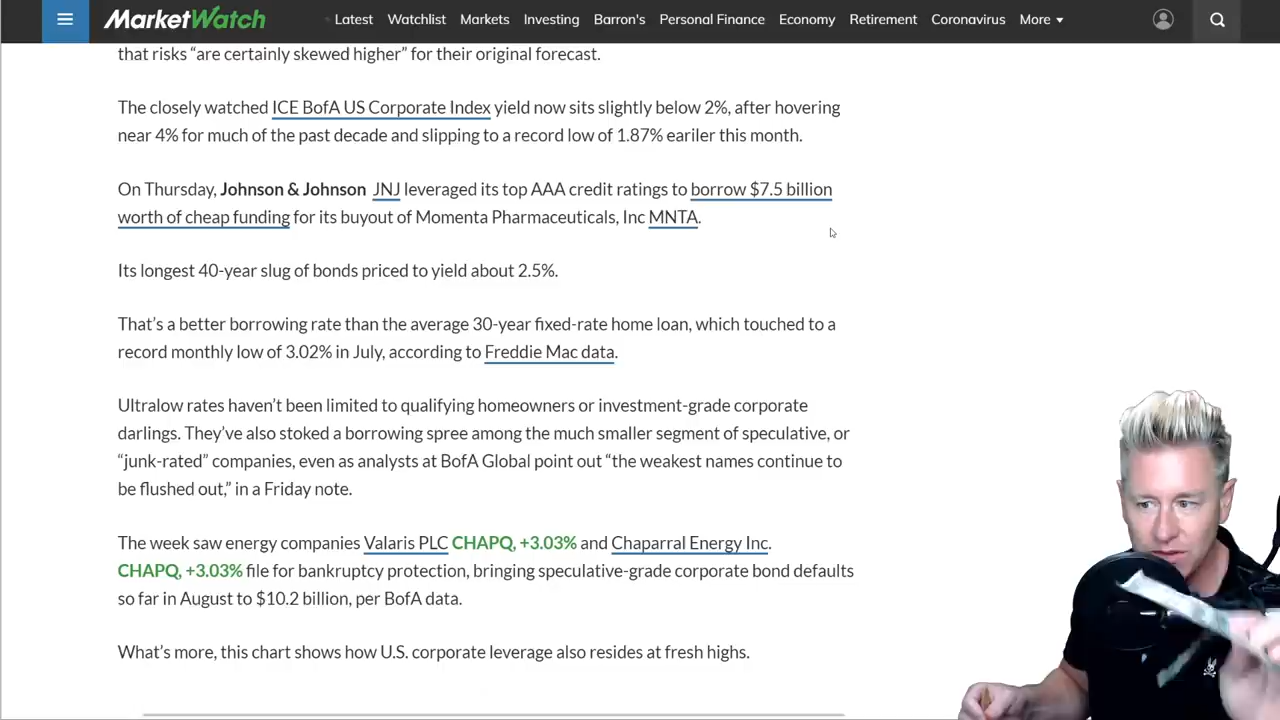 MarketWatch Latest Watchlist Markets Investing Barron's Personal Finance Economy Retirement Coronavirus More
that risks “are certainly skewed higher” for their original forecast.
The closely watched ICE BofA US Corporate Index yield now sits slightly below 2%, after hovering
near 4% for much of the past decade and slipping to a record low of 1.87% eariler this month.
On Thursday, Johnson & Johnson JNJ leveraged its top AAA credit ratings to borrow $7.5 billion
worth of cheap funding for its buyout of Momenta Pharmaceuticals, Inc MNTA.
Its longest 40-year slug of bonds priced to yield about 2.5%.
That’s a better borrowing rate than the average 30-year fixed-rate home loan, which touched to a
record monthly low of 3.02% in July, according to Freddie Mac data.
Ultralow rates haven’t been limited to qualifying homeowners or investment-grade corporate
darlings. They’ve also stoked a borrowing spree among the much smaller segment of speculative, or
“junk-rated” companies, even as analysts at BofA Global point out “the weakest names continue to
be flushed out,” in a Friday note.
The week saw energy companies Valaris PLC CHAPQ, +3.03% and Chaparral Energy Inc.
CHAPQ, +3.03% file for bankruptcy protection, bringing speculative-grade corporate bond defaults
so far in August to $10.2 billion, per BofA data.
What’s more, this chart shows how U.S. corporate leverage also resides at fresh highs.